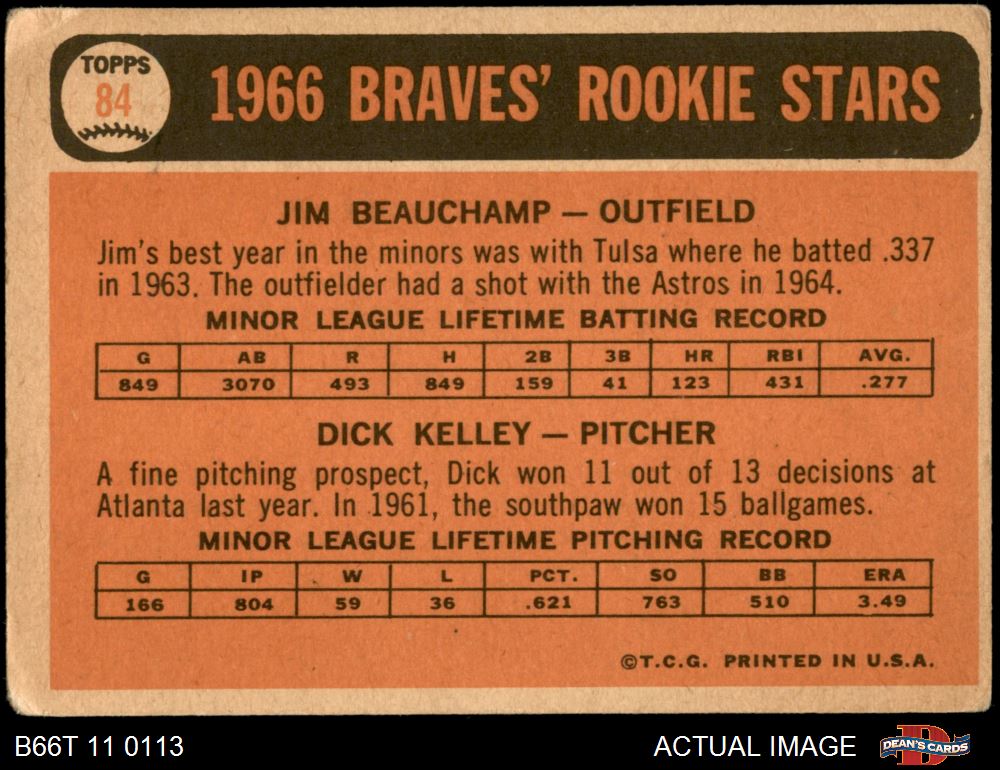 TOPPS
84
1966 BRAVES' ROOKIE STARS
JIM BEAUCHAMP — OUTFIELD
Jim's best year in the minors was with Tulsa where he batted .337
in 1963. The outfielder had a shot with the Astros in 1964.
MINOR LEAGUE LIFETIME BATTING RECORD
G AB R H 2B 3B HR RBI AVG.
849 3070 493 849 159 41 123 431 .277
DICK KELLEY — PITCHER
A fine pitching prospect, Dick won 11 out of 13 decisions at
Atlanta last year. In 1961, the southpaw won 15 ballgames.
MINOR LEAGUE LIFETIME PITCHING RECORD
G IP W L PCT. SO BB ERA
166 804 59 36 .621 763 510 3.49
©T.C.G. PRINTED IN U.S.A.
B66T 11 0113 ACTUAL IMAGE D DEAN'S CARDS